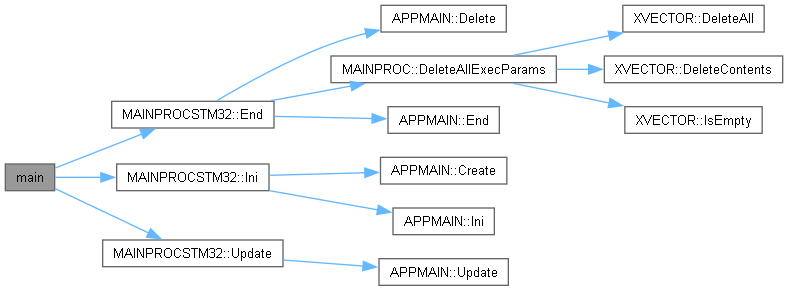 main
MAINPROCSTM32::End
MAINPROCSTM32::Ini
MAINPROCSTM32::Update
APPMAIN::Delete
MAINPROC::DeleteAllExecParams
APPMAIN::End
APPMAIN::Create
APPMAIN::Ini
APPMAIN::Update
XVECTOR::DeleteAll
XVECTOR::DeleteContents
XVECTOR::IsEmpty